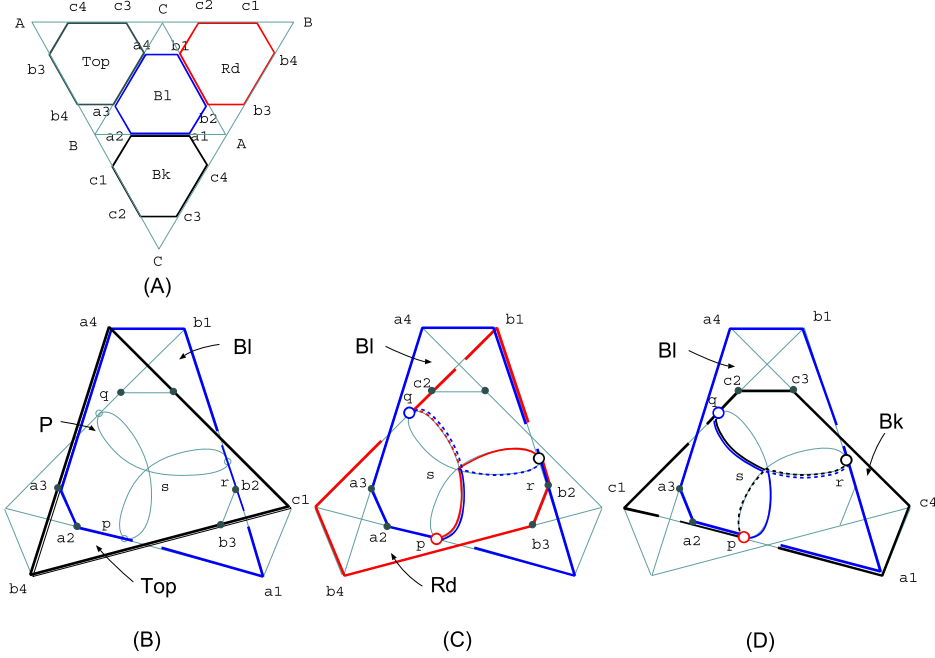 c4 c3 c2 c1
A C B
a4 b1
b3 Top Rd b4
Bl
a3 b2 b3
b4
B a2 a1 A
c1 Bk c4
c2 c3
C
(A)
a4 b1
Bl
q
P
s
a3 r b2
p
a2 b3 c1
b4 Top a1
(B)
a4 b1
Bl
c2
q
s
a3 r b2
a2 p b3
b4 Rd
(C)
a4 b1
Bl
c2 c3
q
Bk
s
a3 r
c1 c4
a2 p
a1
(D)